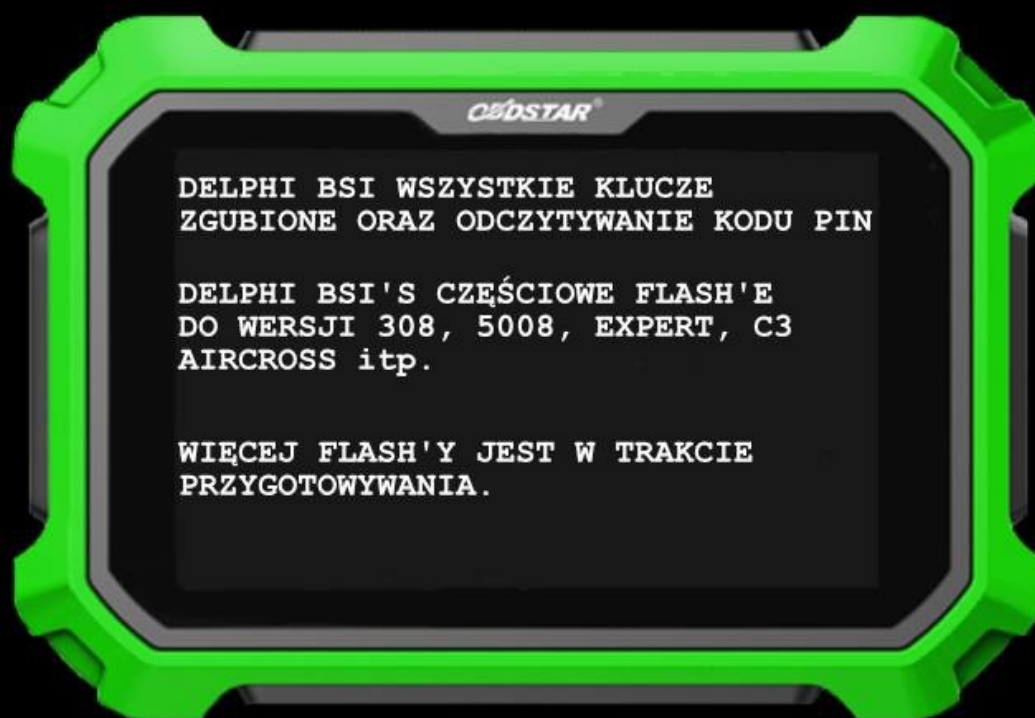 OBDSTAR®
DELPHI BSI WSZYSTKIE KLUCZE
ZGUBIONE ORAZ ODCZYTYWANIE KODU PIN
DELPHI BSI'S CZĘŚCIOWE FLASH'E
DO WERSJI 308, 5008, EXPERT, C3
AIRCROSS itp.
WIĘCEJ FLASH'Y JEST W TRAKCIE
PRZYGOTOWYWANIA.